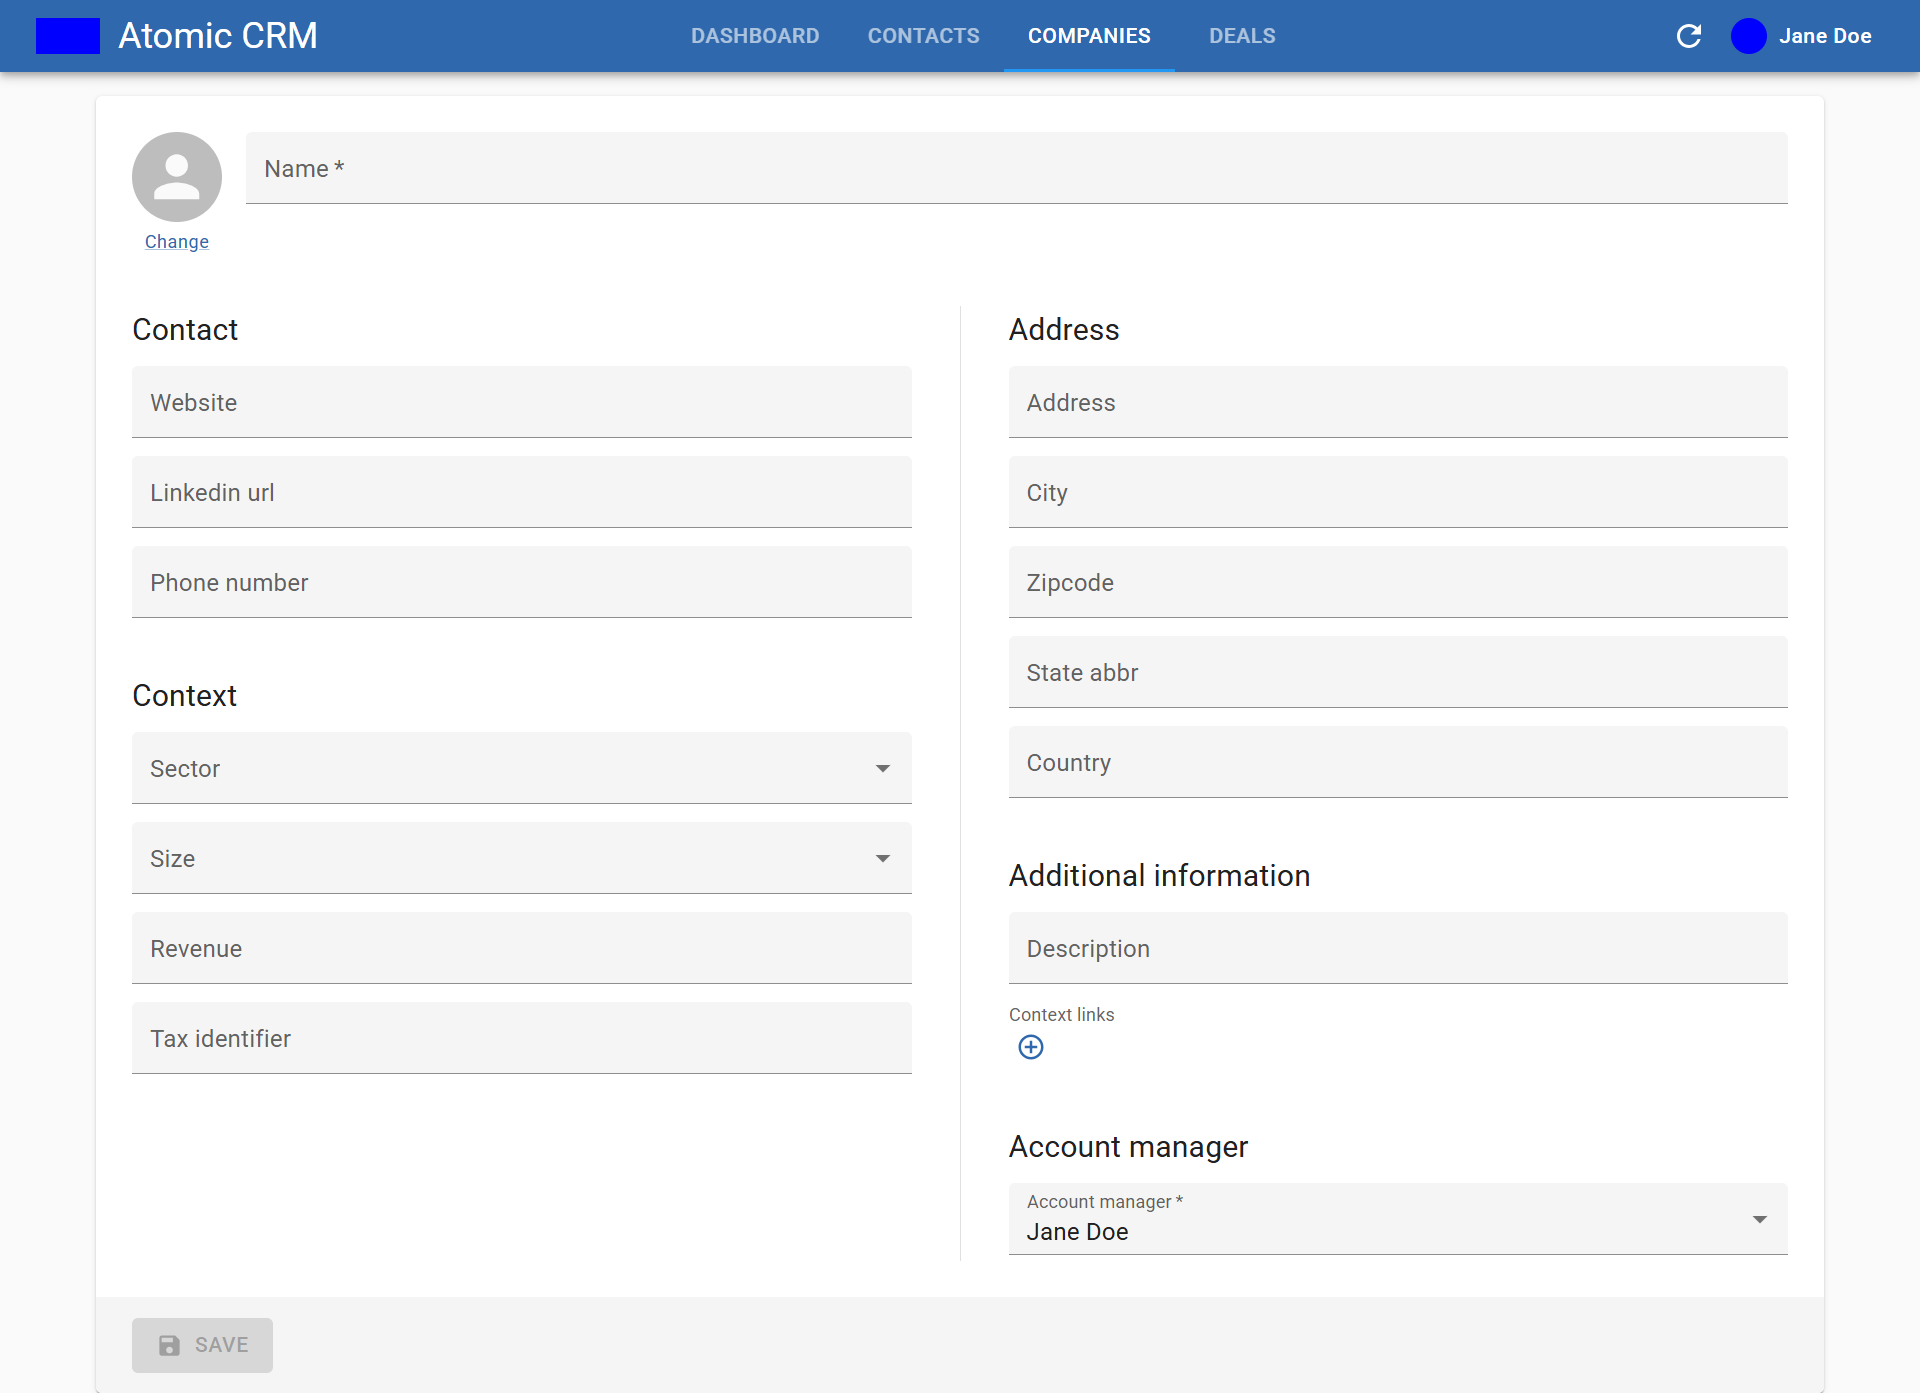 Atomic CRM
DASHBOARD
CONTACTS
COMPANIES
DEALS
Jane Doe
Name *
Change
Contact
Website
Linkedin url
Phone number
Context
Sector
Size
Revenue
Tax identifier
Address
Address
City
Zipcode
State abbr
Country
Additional information
Description
Context links
Account manager
Account manager *
Jane Doe
SAVE